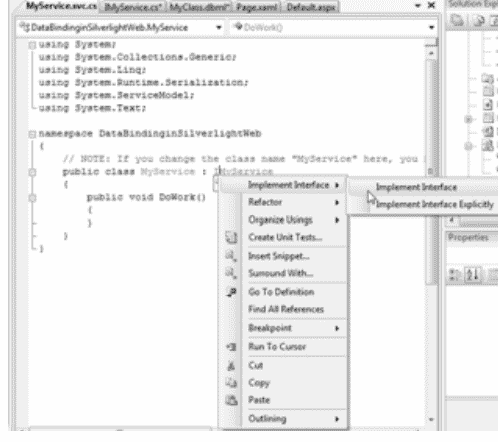 MyService.svc.cs IMyService.cs* MyClass.dbml* Page.xaml Default.aspx
Solution Exp
DataBindinginSilverlightWeb.MyService DoWork()
using System;
using System.Collections.Generic;
using System.Linq;
using System.Runtime.Serialization;
using System.ServiceModel;
using System.Text;
namespace DataBindinginSilverlightWeb
{
// NOTE: If you change the class name "MyService" here, you
public class MyService : IMyService
{
public void DoWork()
{
}
}
}
Implement Interface
Refactor
Organize Usings
Create Unit Tests...
Insert Snippet...
Surround With...
Go To Definition
Find All References
Breakpoint
Run To Cursor
Cut
Copy
Paste
Outlining
Implement Interface
Implement Interface Explicitly
Properties